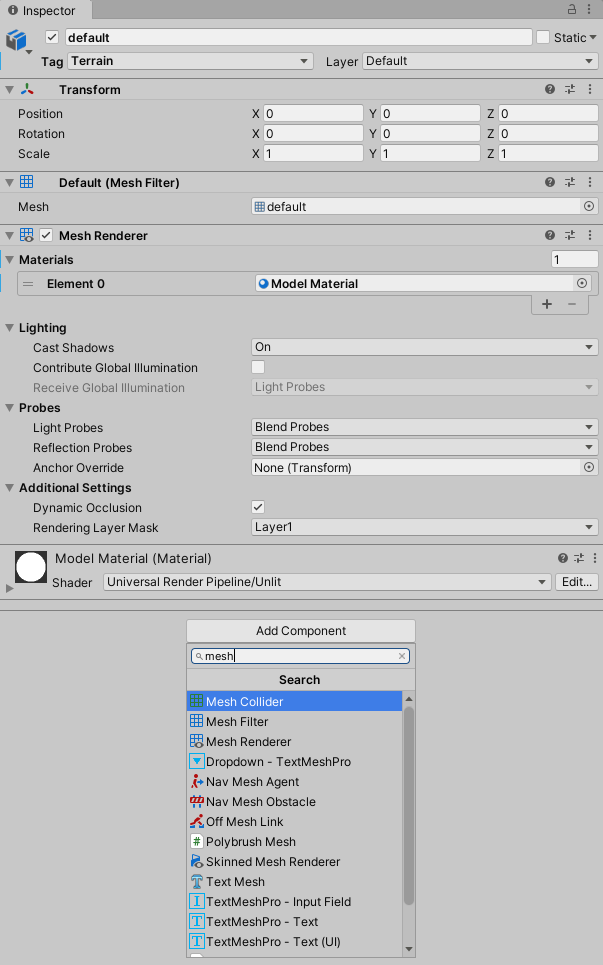 Inspector
default
Static
Tag Terrain Layer Default
Transform
Position X 0 Y 0 Z 0
Rotation X 0 Y 0 Z 0
Scale X 1 Y 1 Z 1
Default (Mesh Filter)
Mesh default
Mesh Renderer
Materials 1
Element 0 Model Material
Lighting
Cast Shadows On
Contribute Global Illumination
Receive Global Illumination Light Probes
Probes
Light Probes Blend Probes
Reflection Probes Blend Probes
Anchor Override None (Transform)
Additional Settings
Dynamic Occlusion
Rendering Layer Mask Layer1
Model Material (Material)
Shader Universal Render Pipeline/Unlit Edit...
Add Component
mesh
Search
Mesh Collider
Mesh Filter
Mesh Renderer
Dropdown - TextMeshPro
Nav Mesh Agent
Nav Mesh Obstacle
Off Mesh Link
Polybrush Mesh
Skinned Mesh Renderer
Text Mesh
TextMeshPro - Input Field
TextMeshPro - Text
TextMeshPro - Text (UI)